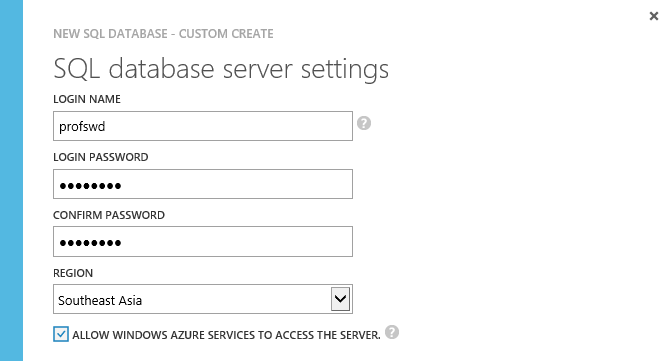 NEW SQL DATABASE - CUSTOM CREATE
SQL database server settings
LOGIN NAME
profswd
?
LOGIN PASSWORD
••••••••
CONFIRM PASSWORD
••••••••
REGION
Southeast Asia
ALLOW WINDOWS AZURE SERVICES TO ACCESS THE SERVER. ?